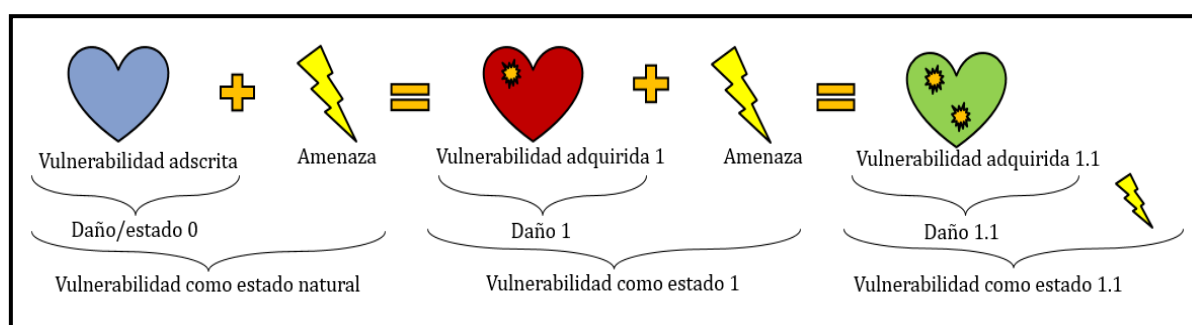 Vulnerabilidad adscrita
Amenaza
Vulnerabilidad adquirida 1
Amenaza
Vulnerabilidad adquirida 1.1
Daño/estado 0
Daño 1
Daño 1.1
Vulnerabilidad como estado natural
Vulnerabilidad como estado 1
Vulnerabilidad como estado 1.1